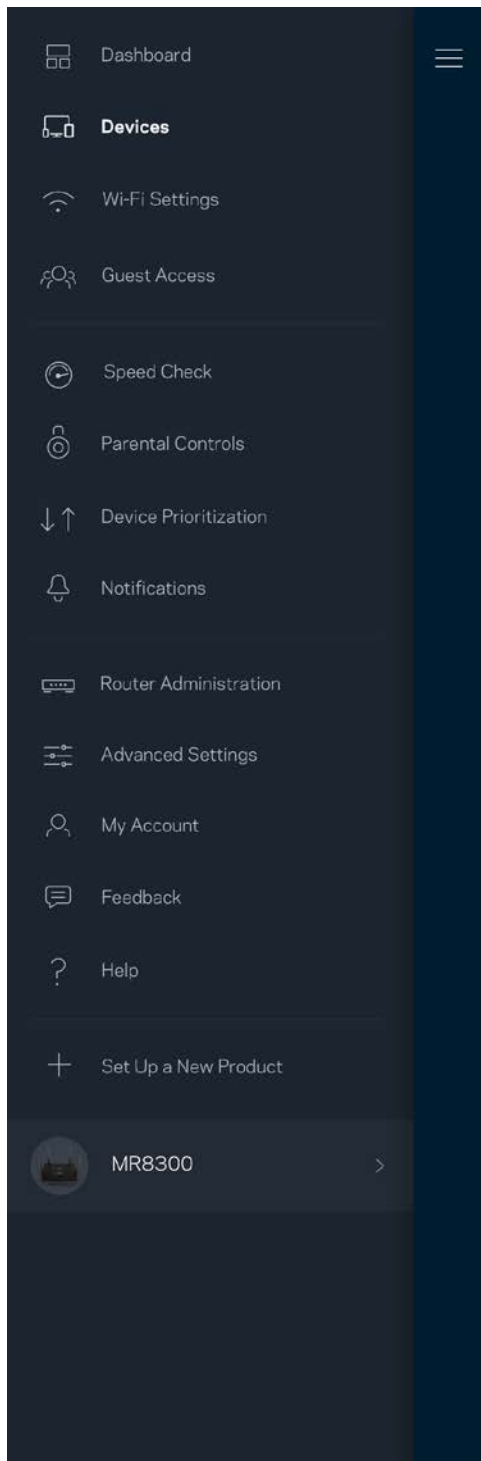 Dashboard
Devices
Wi-Fi Settings
Guest Access
Speed Check
Parental Controls
Device Prioritization
Notifications
Router Administration
Advanced Settings
My Account
Feedback
Help
Set Up a New Product
MR8300